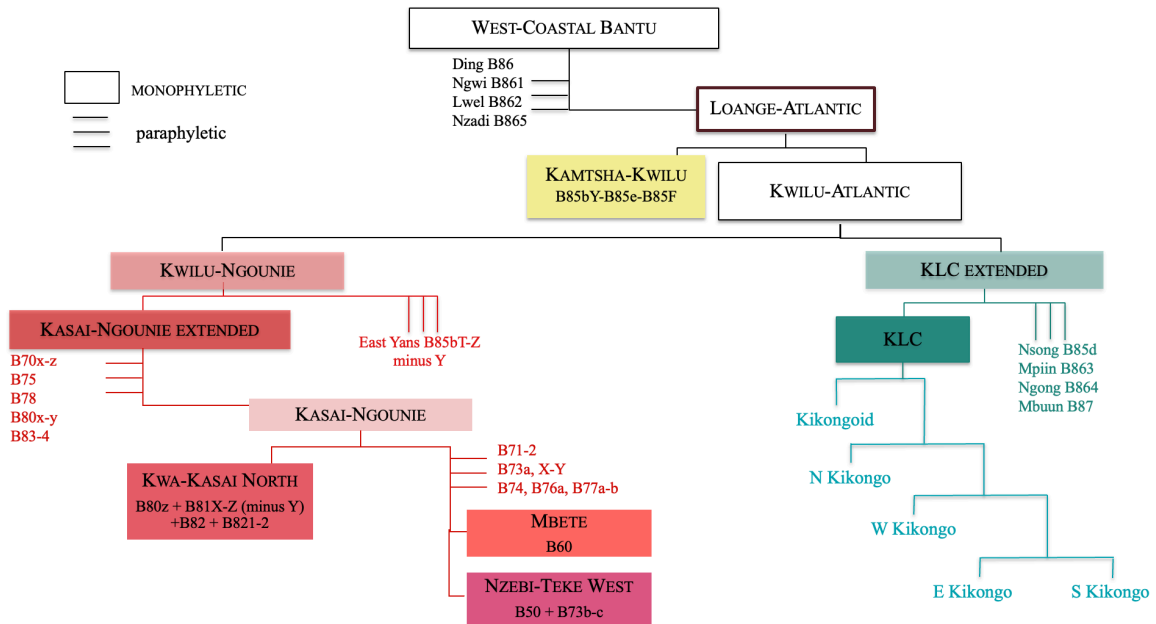 WEST-COASTAL BANTU
Ding B86
Ngwi B861
Lwel B862
Nzadi B865
MONOPHYLETIC
paraphyletic
LOANGE-ATLANTIC
KAMTSHA-KWILU
B85bY-B85e-B85F
KWILU-ATLANTIC
KWILU-NGOUNIE
KLC EXTENDED
KASAI-NGOUNIE EXTENDED
East Yans B85bT-Z
minus Y
KLC
Nsong B85d
Mpiin B863
Ngong B864
Mbuun B87
B70x-z
B75
B78
B80x-y
B83-4
KASAI-NGOUNIE
Kikongoid
KWA-KASAI NORTH
B80z + B81X-Z (minus Y)
+B82 + B821-2
B71-2
B73a, X-Y
B74, B76a, B77a-b
N Kikongo
MBETE
B60
W Kikongo
NZEBI-TEKE WEST
B50 + B73b-c
E Kikongo
S Kikongo